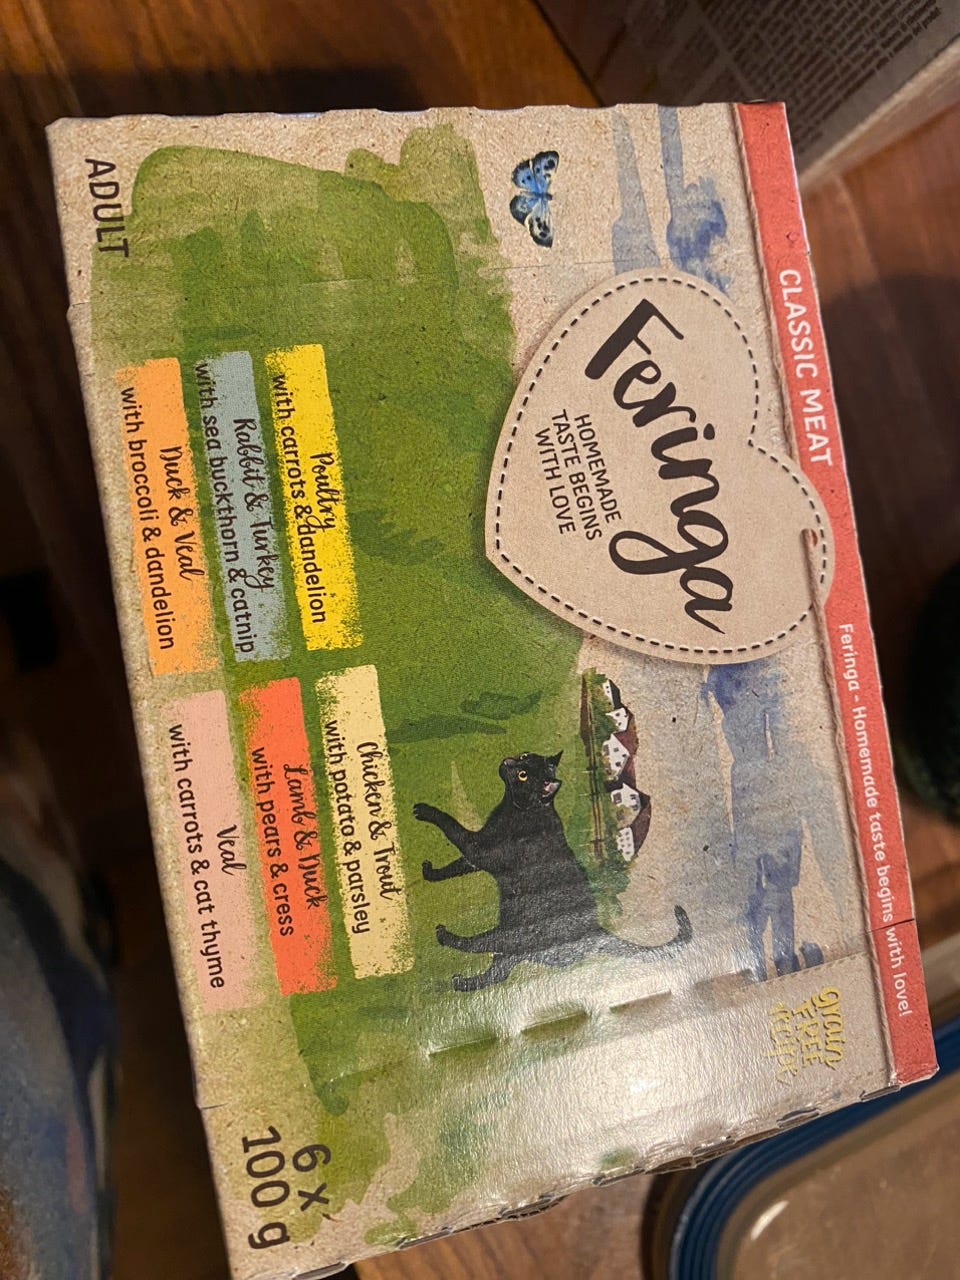 CLASSIC MEAT
Feringa - Homemade taste begins with love!
Feringa
HOMEMADE
TASTE BEGINS
WITH LOVE
grain
FREE
recipe
Poultry
with carrots & dandelion
Rabbit & Turkey
with sea buckthorn & catnip
Duck & Veal
with broccoli & dandelion
Chicken & Trout
with potato & parsley
Lamb & Duck
with pears & cress
Veal
with carrots & cat thyme
ADULT
6 x
100 g